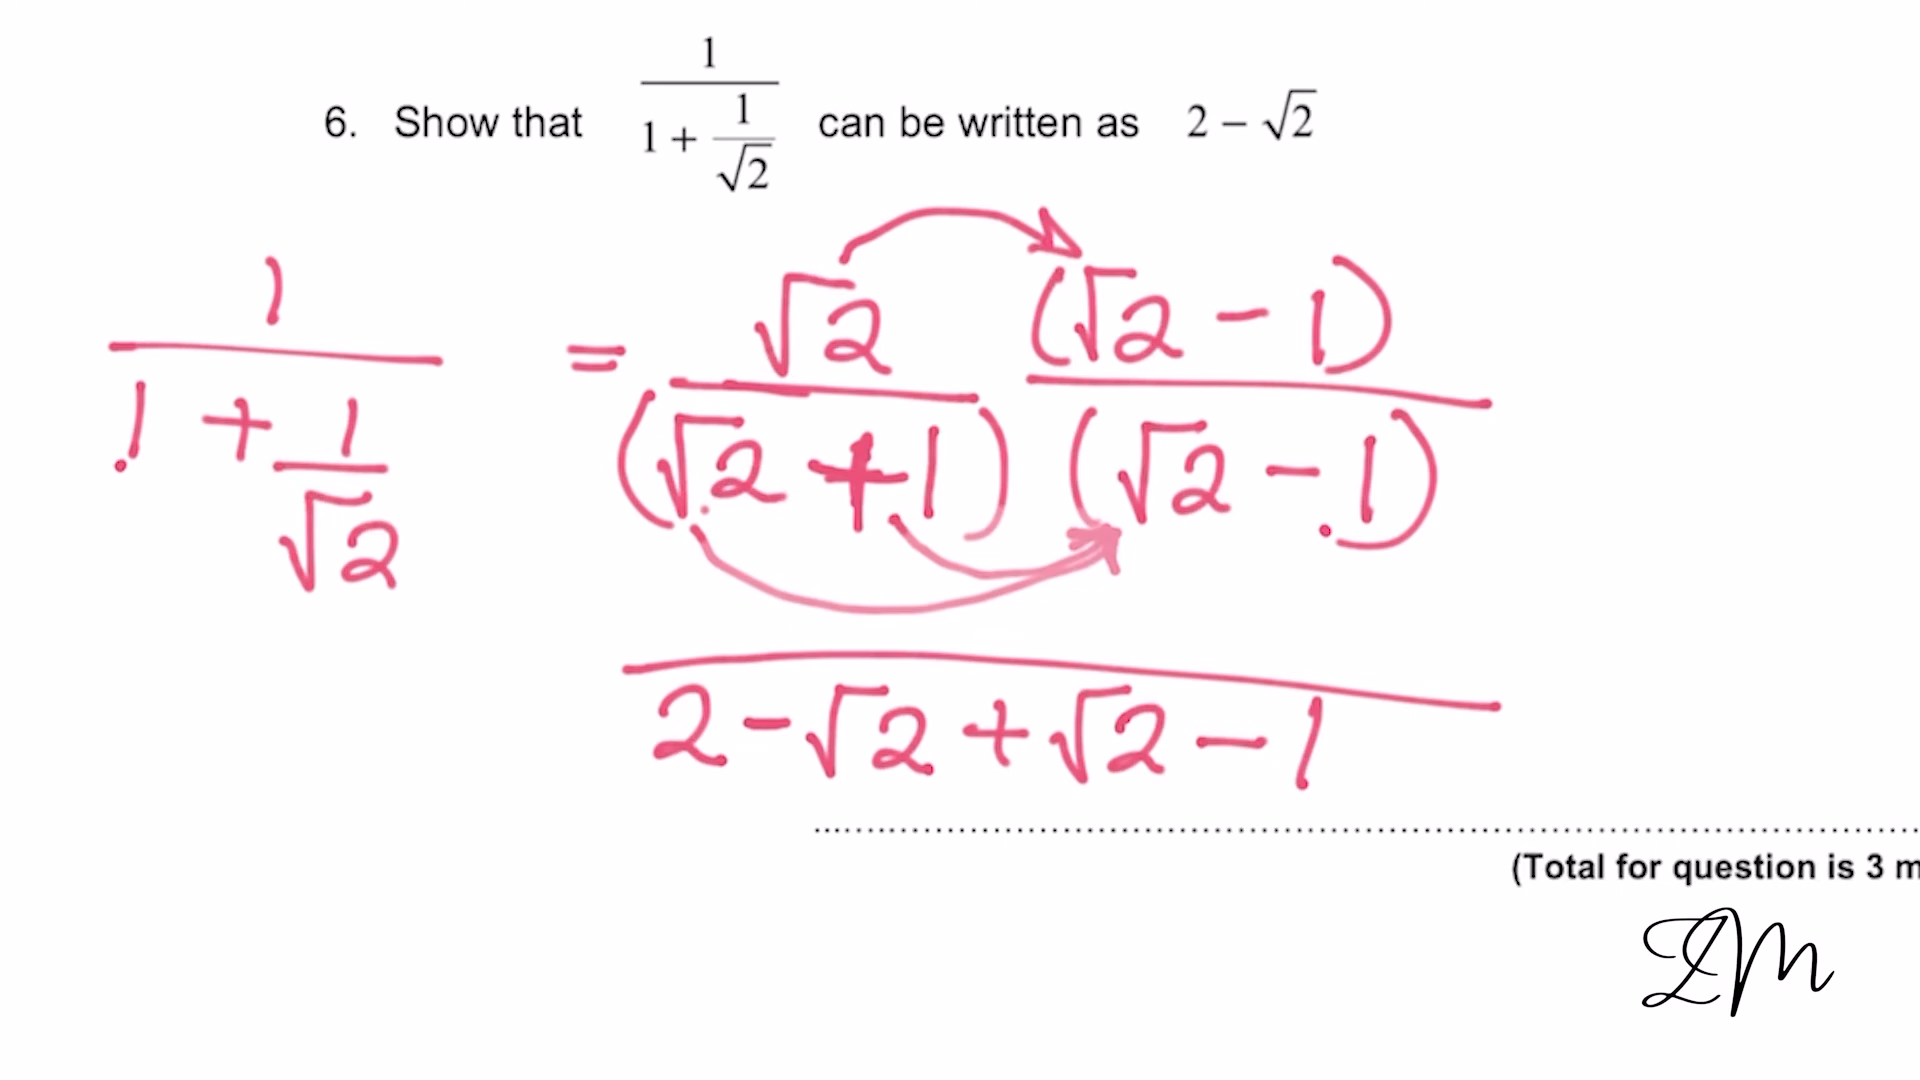 6. Show that 1/(1 + 1/√2) can be written as 2 − √2
1/(1 + 1/√2) = √2/(√2 + 1) (√2 − 1)/(√2 − 1)
2 − √2 + √2 − 1
(Total for question is 3 m
LM